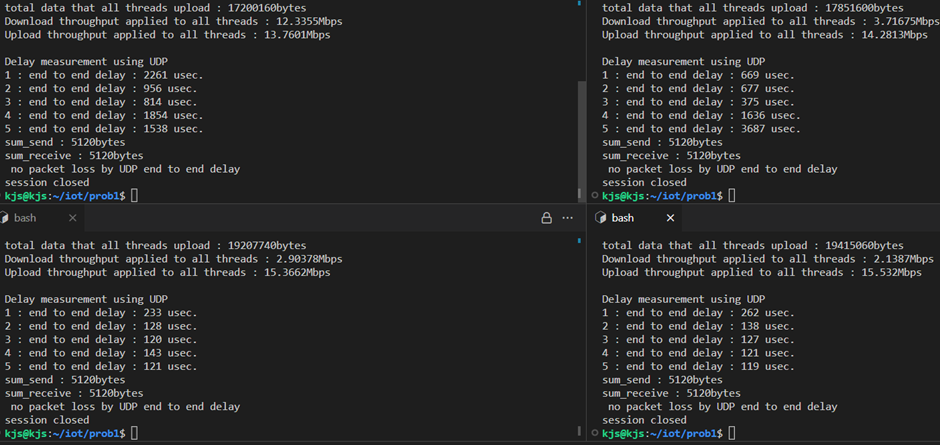 total data that all threads upload : 17200160bytes
Download throughput applied to all threads : 12.3355Mbps
Upload throughput applied to all threads : 13.7601Mbps
Delay measurement using UDP
1 : end to end delay : 2261 usec.
2 : end to end delay : 956 usec.
3 : end to end delay : 814 usec.
4 : end to end delay : 1854 usec.
5 : end to end delay : 1538 usec.
sum_send : 5120bytes
sum_receive : 5120bytes
no packet loss by UDP end to end delay
session closed
kjs@kjs:~/iot/prob1$
total data that all threads upload : 17851600bytes
Download throughput applied to all threads : 3.71675Mbps
Upload throughput applied to all threads : 14.2813Mbps
Delay measurement using UDP
1 : end to end delay : 669 usec.
2 : end to end delay : 677 usec.
3 : end to end delay : 375 usec.
4 : end to end delay : 1636 usec.
5 : end to end delay : 3687 usec.
sum_send : 5120bytes
sum_receive : 5120bytes
no packet loss by UDP end to end delay
session closed
kjs@kjs:~/iot/prob1$
bash
total data that all threads upload : 19207740bytes
Download throughput applied to all threads : 2.90378Mbps
Upload throughput applied to all threads : 15.3662Mbps
Delay measurement using UDP
1 : end to end delay : 233 usec.
2 : end to end delay : 128 usec.
3 : end to end delay : 120 usec.
4 : end to end delay : 143 usec.
5 : end to end delay : 121 usec.
sum_send : 5120bytes
sum_receive : 5120bytes
no packet loss by UDP end to end delay
session closed
kjs@kjs:~/iot/prob1$
bash
total data that all threads upload : 19415060bytes
Download throughput applied to all threads : 2.1387Mbps
Upload throughput applied to all threads : 15.532Mbps
Delay measurement using UDP
1 : end to end delay : 262 usec.
2 : end to end delay : 138 usec.
3 : end to end delay : 127 usec.
4 : end to end delay : 121 usec.
5 : end to end delay : 119 usec.
sum_send : 5120bytes
sum_receive : 5120bytes
no packet loss by UDP end to end delay
session closed
kjs@kjs:~/iot/prob1$